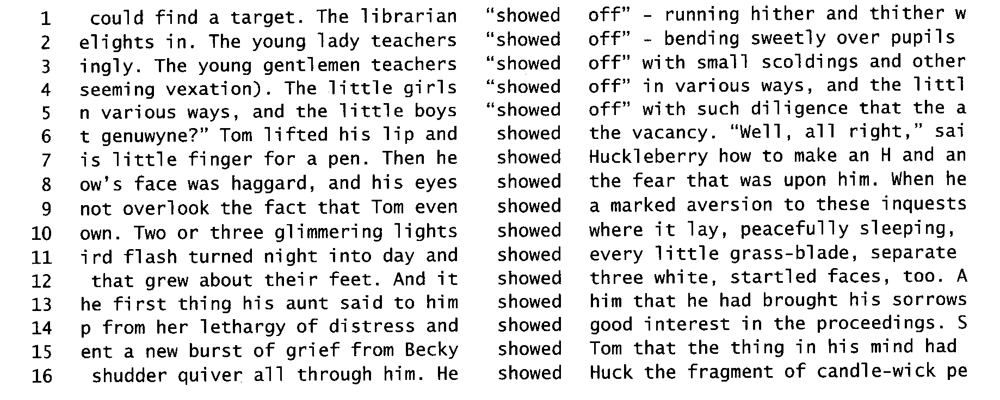 1 could find a target. The librarian “showed off” - running hither and thither w
2 elights in. The young lady teachers “showed off” - bending sweetly over pupils
3 ingly. The young gentlemen teachers “showed off” with small scoldings and other
4 seeming vexation). The little girls “showed off” in various ways, and the littl
5 n various ways, and the little boys “showed off” with such diligence that the a
6 t genuwyne?” Tom lifted his lip and showed the vacancy. “Well, all right,” sai
7 is little finger for a pen. Then he showed Huckleberry how to make an H and an
8 ow's face was haggard, and his eyes showed the fear that was upon him. When he
9 not overlook the fact that Tom even showed a marked aversion to these inquests
10 own. Two or three glimmering lights showed where it lay, peacefully sleeping,
11 ird flash turned night into day and showed every little grass-blade, separate
12 that grew about their feet. And it showed three white, startled faces, too. A
13 he first thing his aunt said to him showed him that he had brought his sorrows
14 p from her lethargy of distress and showed good interest in the proceedings. S
15 ent a new burst of grief from Becky showed Tom that the thing in his mind had
16 shudder quiver all through him. He showed Huck the fragment of candle-wick pe